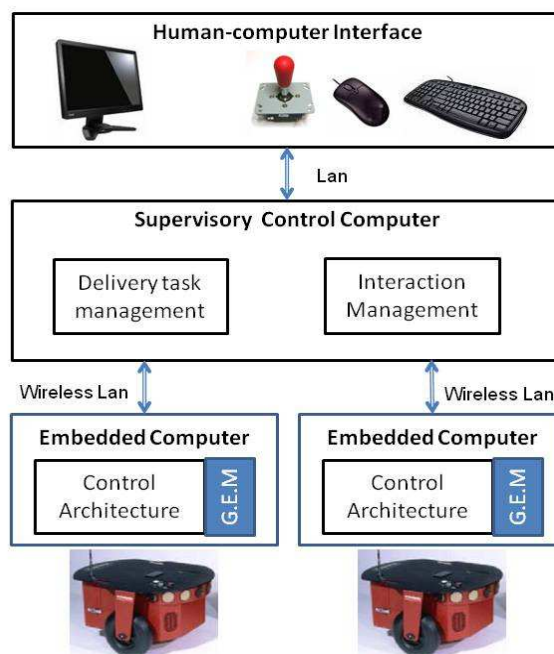 Human-computer Interface
Lan
Supervisory Control Computer
Delivery task
management
Interaction
Management
Wireless Lan
Wireless Lan
Embedded Computer
Control
Architecture
G.E.M
Embedded Computer
Control
Architecture
G.E.M